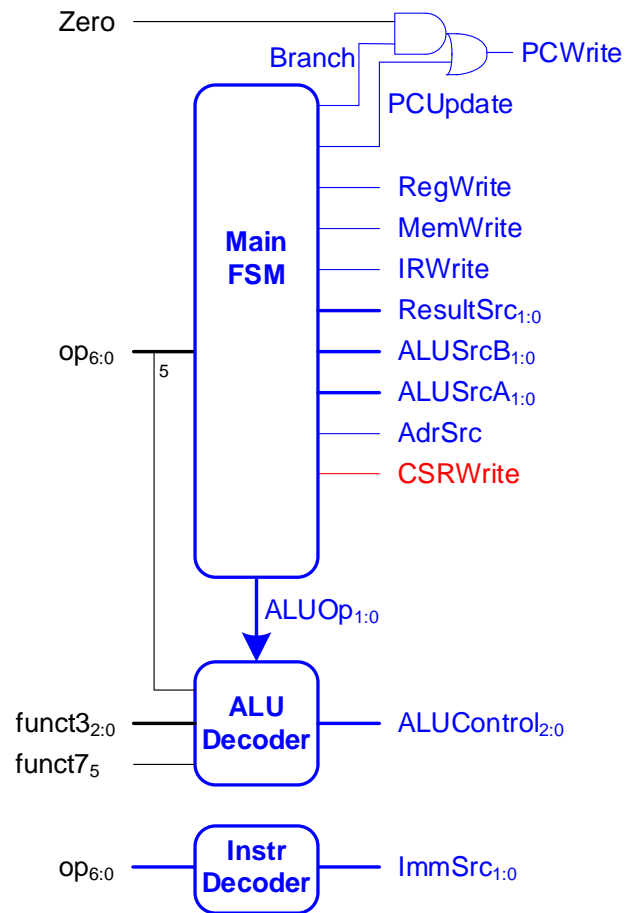 Zero
Branch
PCWrite
PCUpdate
RegWrite
MemWrite
Main
FSM
IRWrite
ResultSrc1:0
op6:0
5
ALUSrcB1:0
ALUSrcA1:0
AdrSrc
CSRWrite
ALUOp1:0
funct32:0
ALU
Decoder
ALUControl2:0
funct75
op6:0
Instr
Decoder
ImmSrc1:0